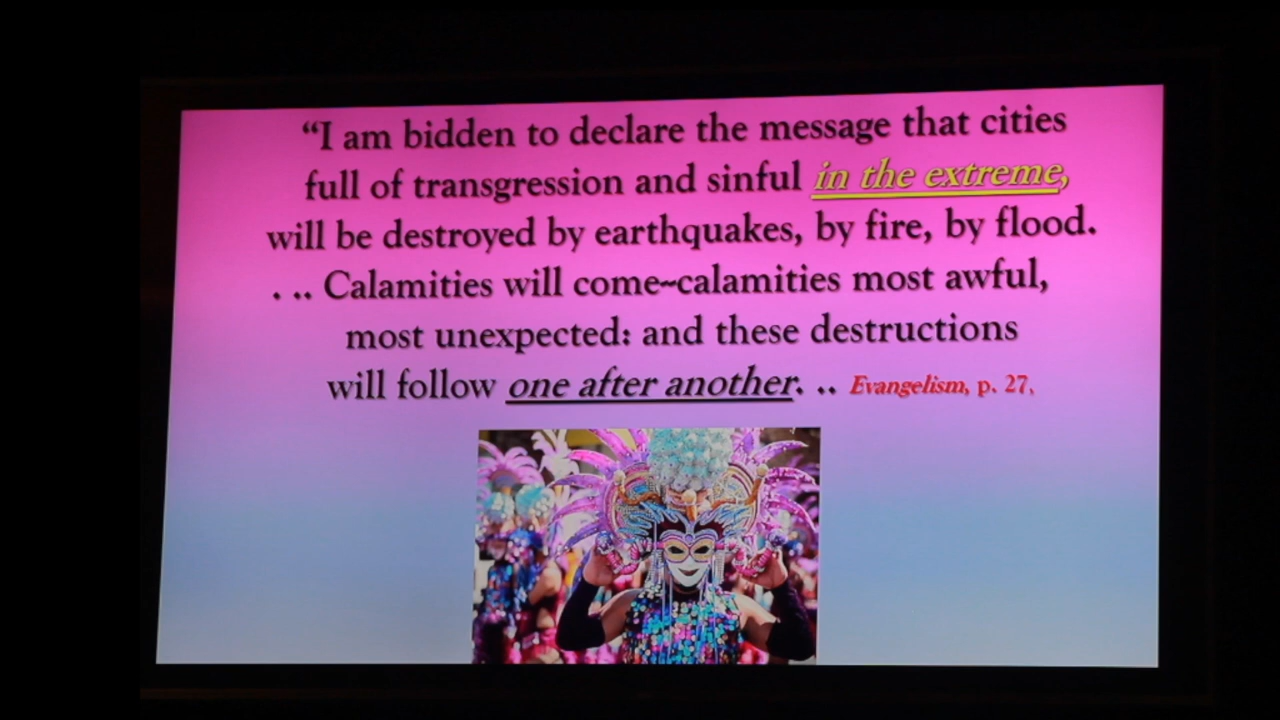 “I am bidden to declare the message that cities
full of transgression and sinful in the extreme,
will be destroyed by earthquakes, by fire, by flood.
. .. Calamities will come~calamities most awful,
most unexpected: and these destructions
will follow one after another. .. Evangelism, p. 27,